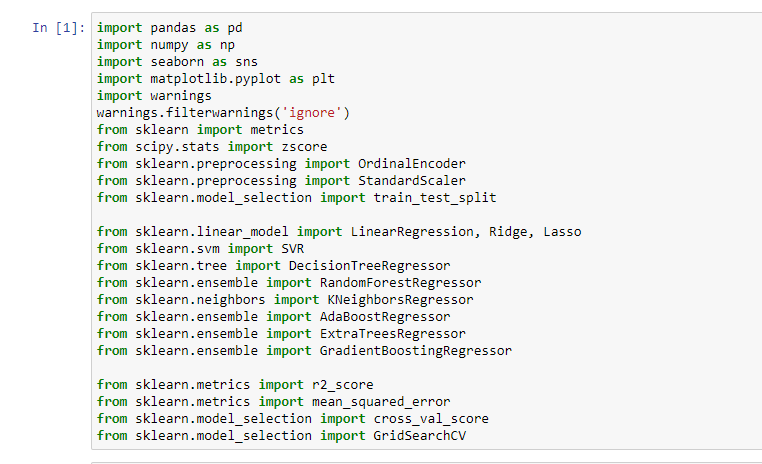 In [1]: import pandas as pd
import numpy as np
import seaborn as sns
import matplotlib.pyplot as plt
import warnings
warnings.filterwarnings('ignore')
from sklearn import metrics
from scipy.stats import zscore
from sklearn.preprocessing import OrdinalEncoder
from sklearn.preprocessing import StandardScaler
from sklearn.model_selection import train_test_split
from sklearn.linear_model import LinearRegression, Ridge, Lasso
from sklearn.svm import SVR
from sklearn.tree import DecisionTreeRegressor
from sklearn.ensemble import RandomForestRegressor
from sklearn.neighbors import KNeighborsRegressor
from sklearn.ensemble import AdaBoostRegressor
from sklearn.ensemble import ExtraTreesRegressor
from sklearn.ensemble import GradientBoostingRegressor
from sklearn.metrics import r2_score
from sklearn.metrics import mean_squared_error
from sklearn.model_selection import cross_val_score
from sklearn.model_selection import GridSearchCV